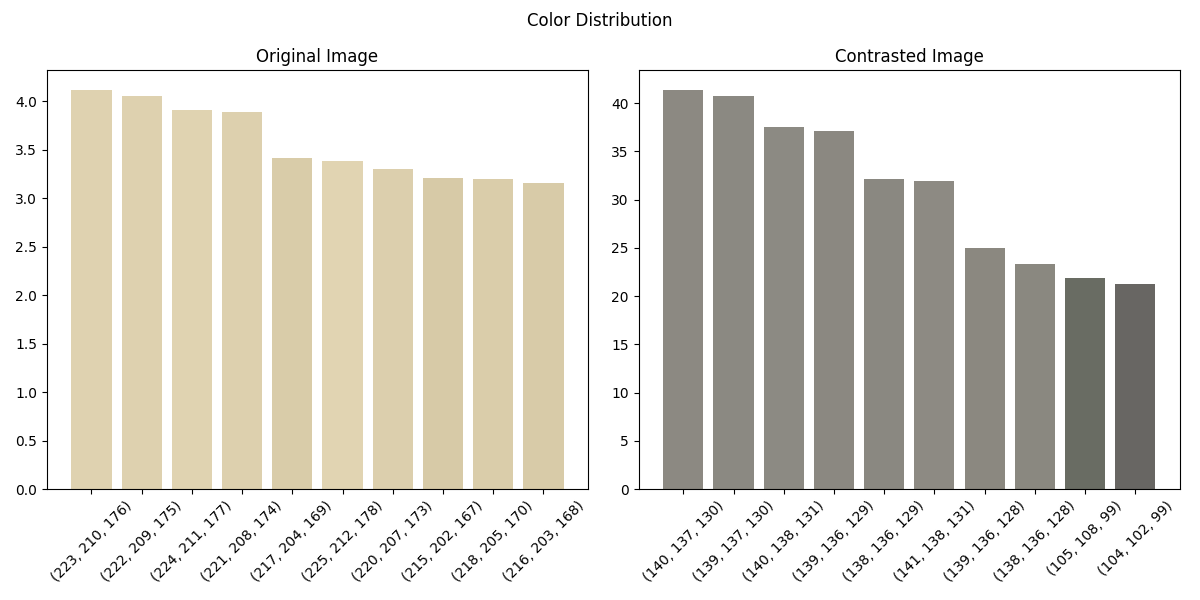 Color Distribution
Original Image
4.0
3.5
3.0
2.5
2.0
1.5
1.0
0.5
0.0
(223, 210, 176)
(222, 209, 175)
(224, 211, 177)
(221, 208, 174)
(217, 204, 169)
(225, 212, 178)
(220, 207, 173)
(215, 202, 167)
(218, 205, 170)
(216, 203, 168)
Contrasted Image
40
35
30
25
20
15
10
5
0
(140, 137, 130)
(139, 137, 130)
(140, 138, 131)
(139, 136, 129)
(138, 136, 129)
(141, 138, 131)
(139, 136, 128)
(138, 136, 128)
(105, 108, 99)
(104, 102, 99)